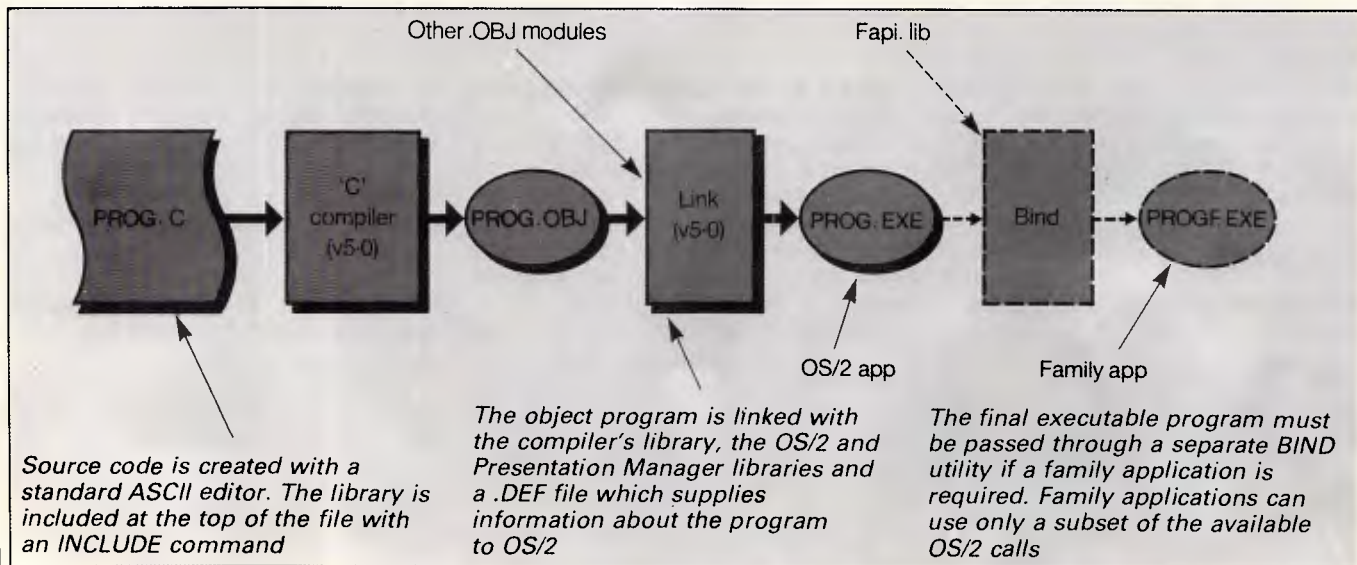 Other .OBJ modules
Fapi. lib
PROG. C
'C'
compiler
(v5·0)
PROG. OBJ
Link
(v5·0)
PROG. EXE
Bind
PROGF. EXE
OS/2 app
Family app
Source code is created with a
standard ASCII editor. The library is
included at the top of the file with
an INCLUDE command
The object program is linked with
the compiler's library, the OS/2 and
Presentation Manager libraries and
a .DEF file which supplies
information about the program
to OS/2
The final executable program must
be passed through a separate BIND
utility if a family application is
required. Family applications can
use only a subset of the available
OS/2 calls